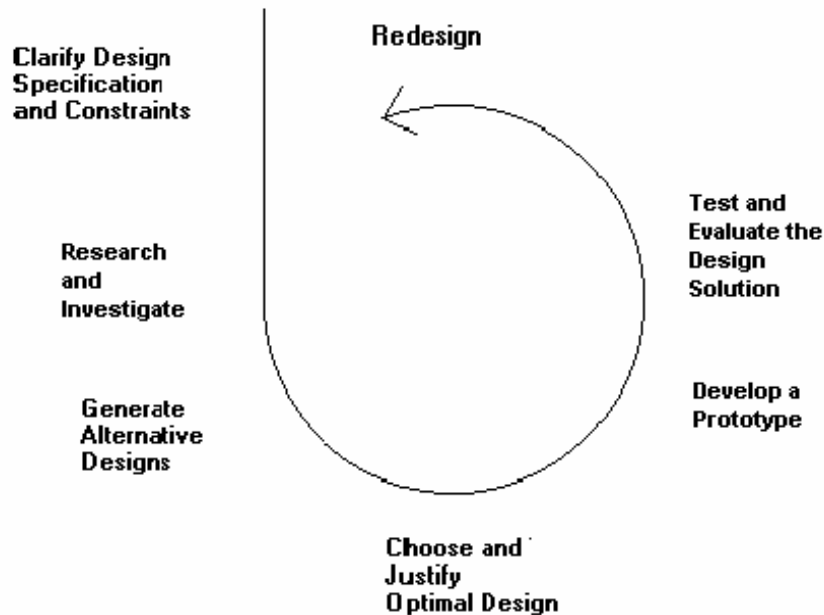 Clarify Design
Specification
and Constraints
Research
and
Investigate
Generate
Alternative
Designs
Choose and
Justify
Optimal Design
Develop a
Prototype
Test and
Evaluate the
Design
Solution
Redesign